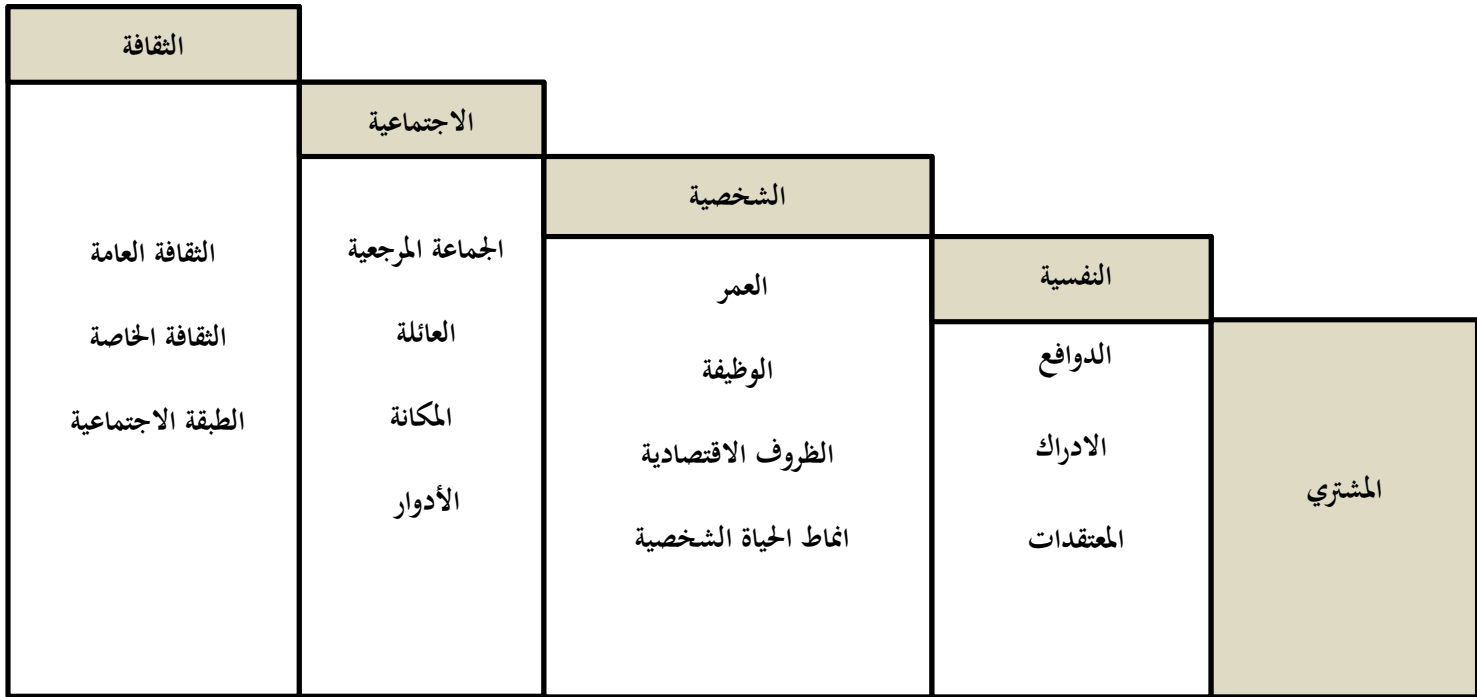 الثقافة
الثقافة العامة
الثقافة الخاصة
الطبقة الاجتماعية
الاجتماعية
الجماعة المرجعية
العائلة
المكانة
الأدوار
الشخصية
العمر
الوظيفة
الظروف الاقتصادية
انماط الحياة الشخصية
النفسية
الدوافع
الادراك
المعتقدات
المشتري